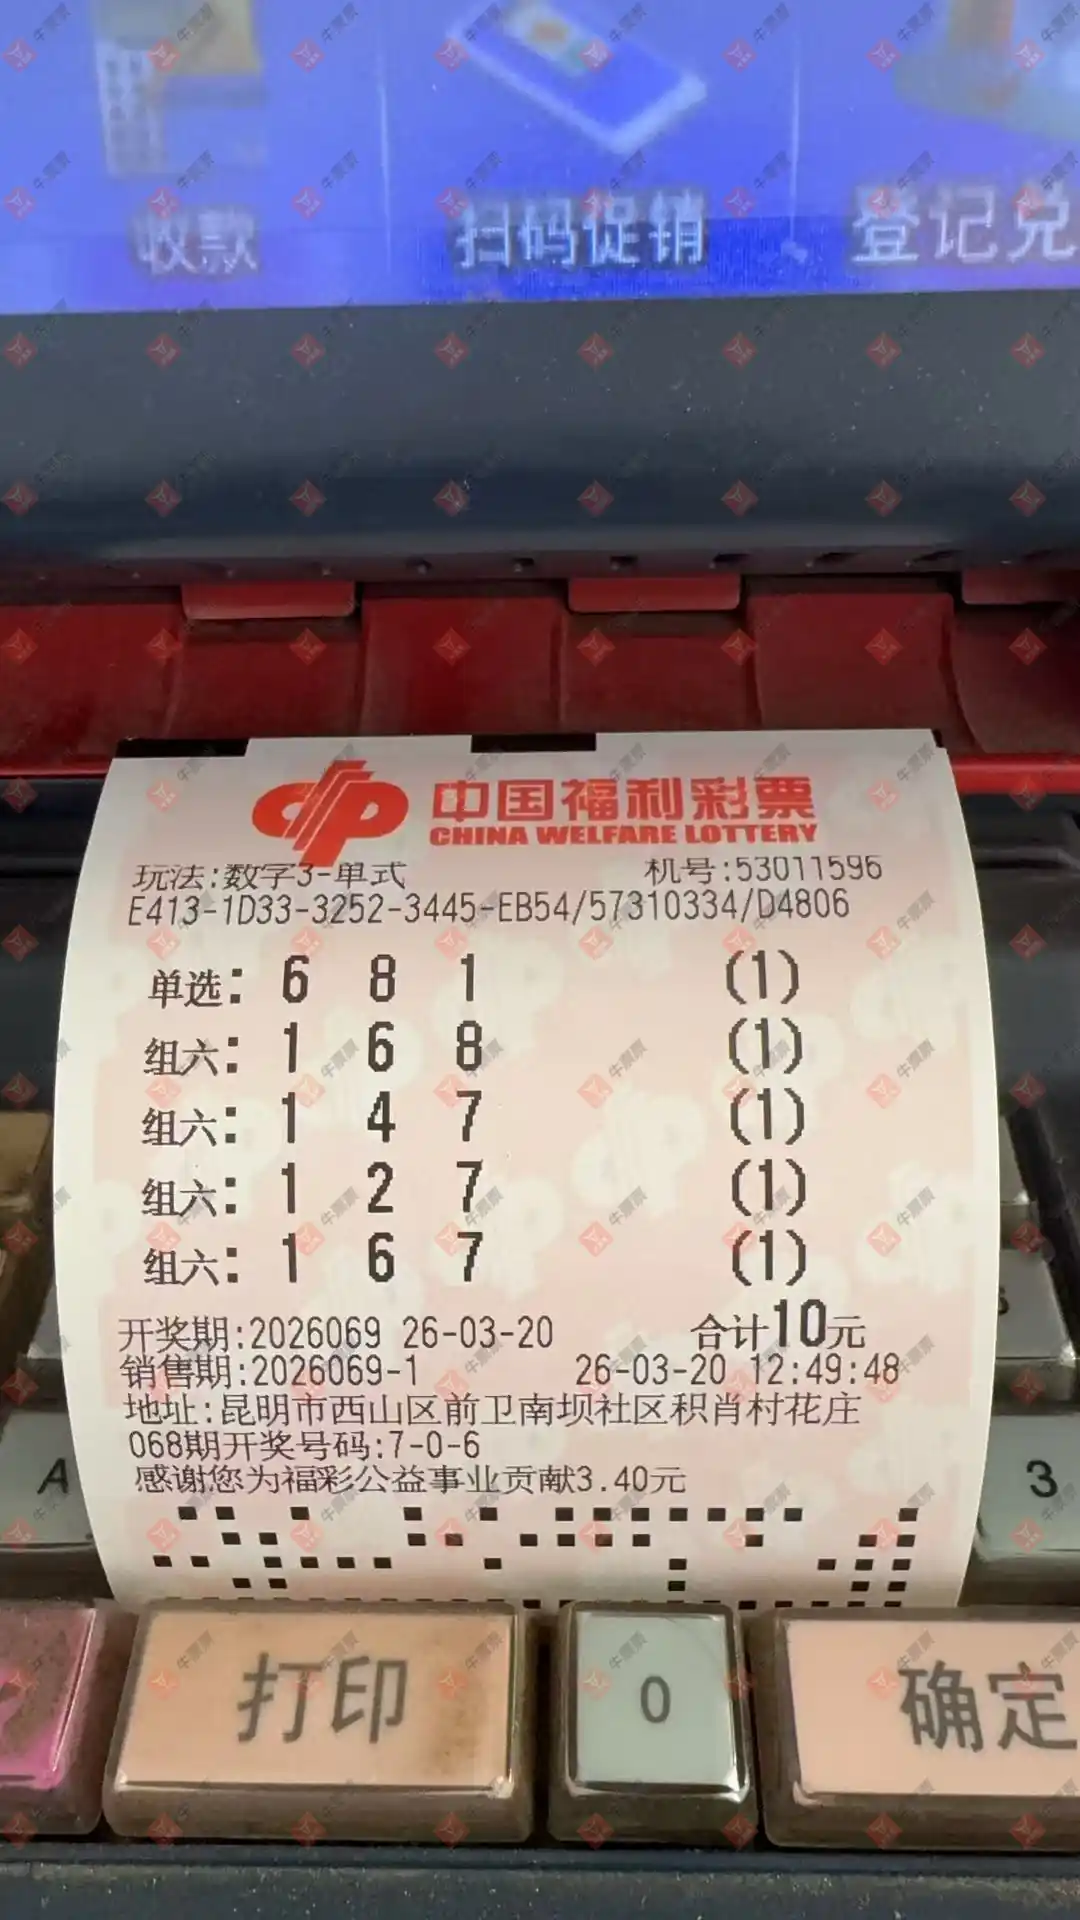 收款
扫码促销
登记兑
中国福利彩票
CHINA WELFARE LOTTERY
玩法:数字3-单式 机号:53011596
E413-1D33-3252-3445-EB54/57310334/D4806
单选: 6 8 1 (1)
组六: 1 6 8 (1)
组六: 1 4 7 (1)
组六: 1 2 7 (1)
组六: 1 6 7 (1)
开奖期:2026069 26-03-20 合计10元
销售期:2026069-1 26-03-20 12:49:48
地址:昆明市西山区前卫南坝社区积肖村花庄
068期开奖号码:7-0-6
感谢您为福彩公益事业贡献3.40元
A
3
打印
0
确定
牛票票